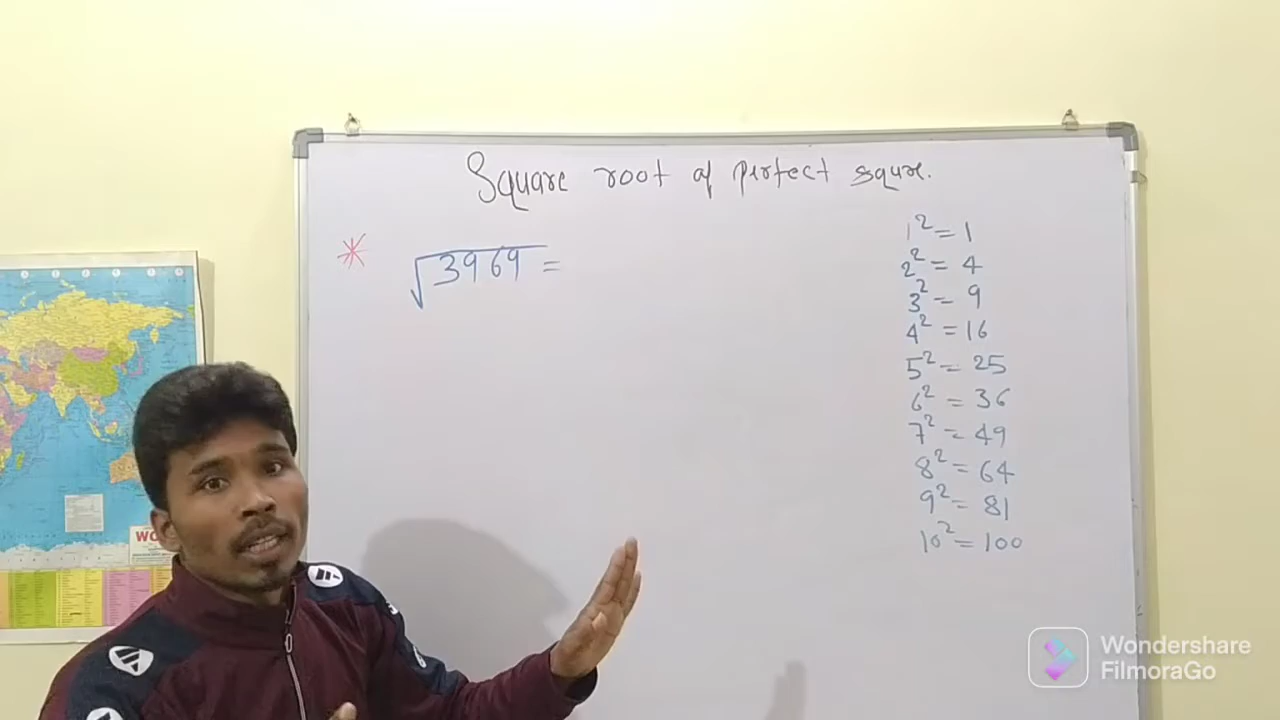 Square root of perfect squre.
* √3969 =
1² = 1
2² = 4
3² = 9
4² = 16
5² = 25
6² = 36
7² = 49
8² = 64
9² = 81
10² = 100
Wondershare
FilmoraGo